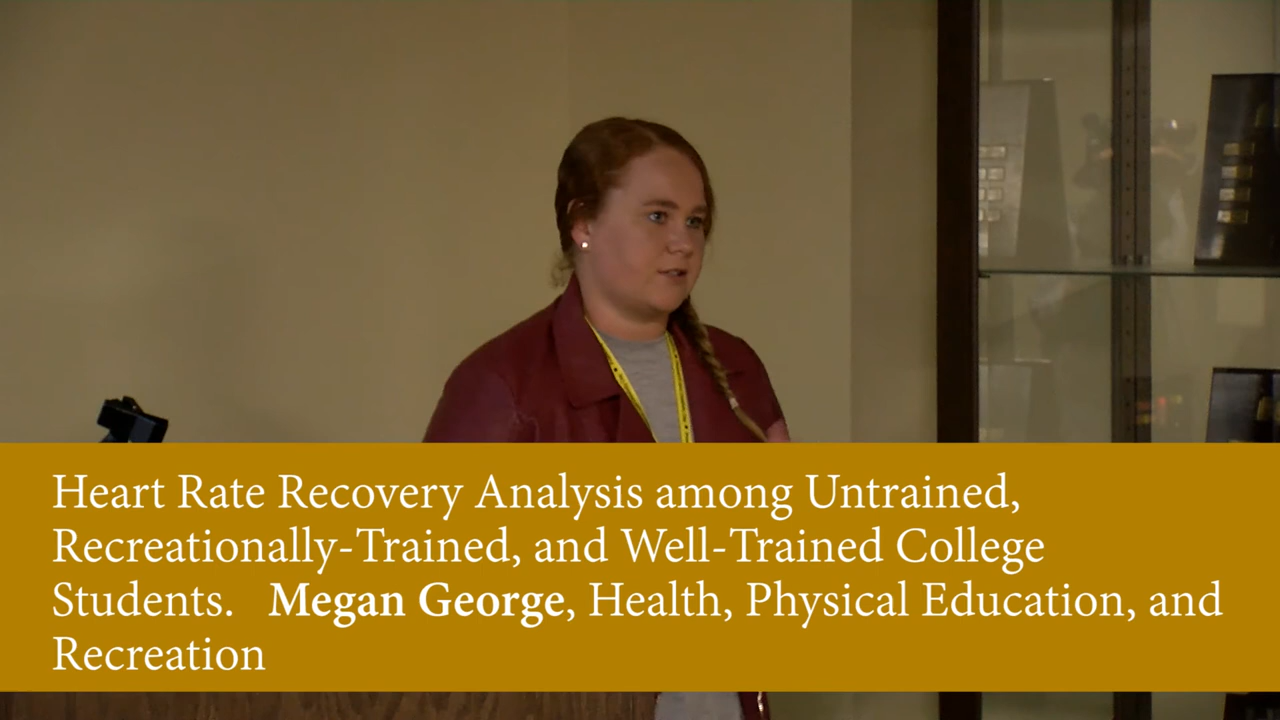 Heart Rate Recovery Analysis among Untrained,
Recreationally-Trained, and Well-Trained College
Students.   Megan George, Health, Physical Education, and
Recreation